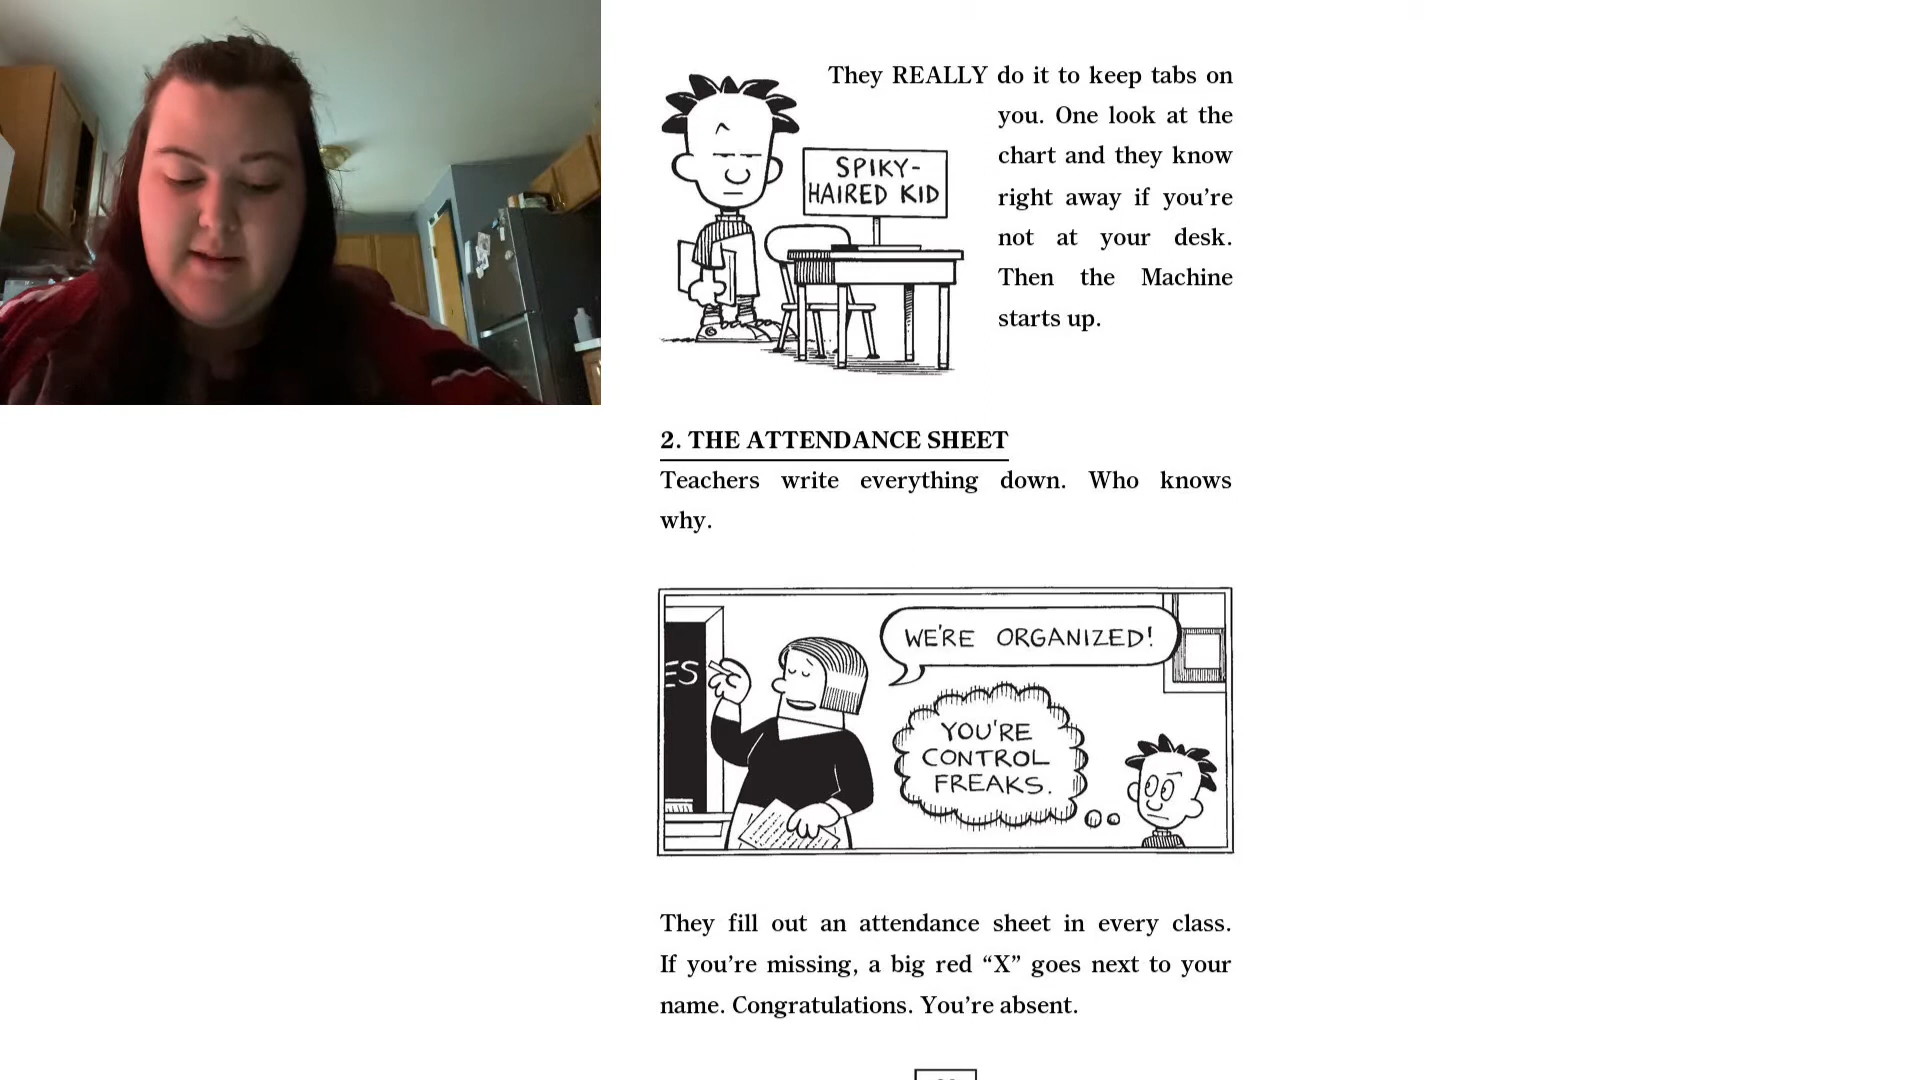 They REALLY do it to keep tabs on
you. One look at the
chart and they know
right away if you’re
not at your desk.
Then the Machine
starts up.
SPIKY-
HAIRED KID
2. THE ATTENDANCE SHEET
Teachers write everything down. Who knows
why.
ES
WE'RE ORGANIZED!
YOU'RE
CONTROL
FREAKS.
They fill out an attendance sheet in every class.
If you’re missing, a big red “X” goes next to your
name. Congratulations. You’re absent.